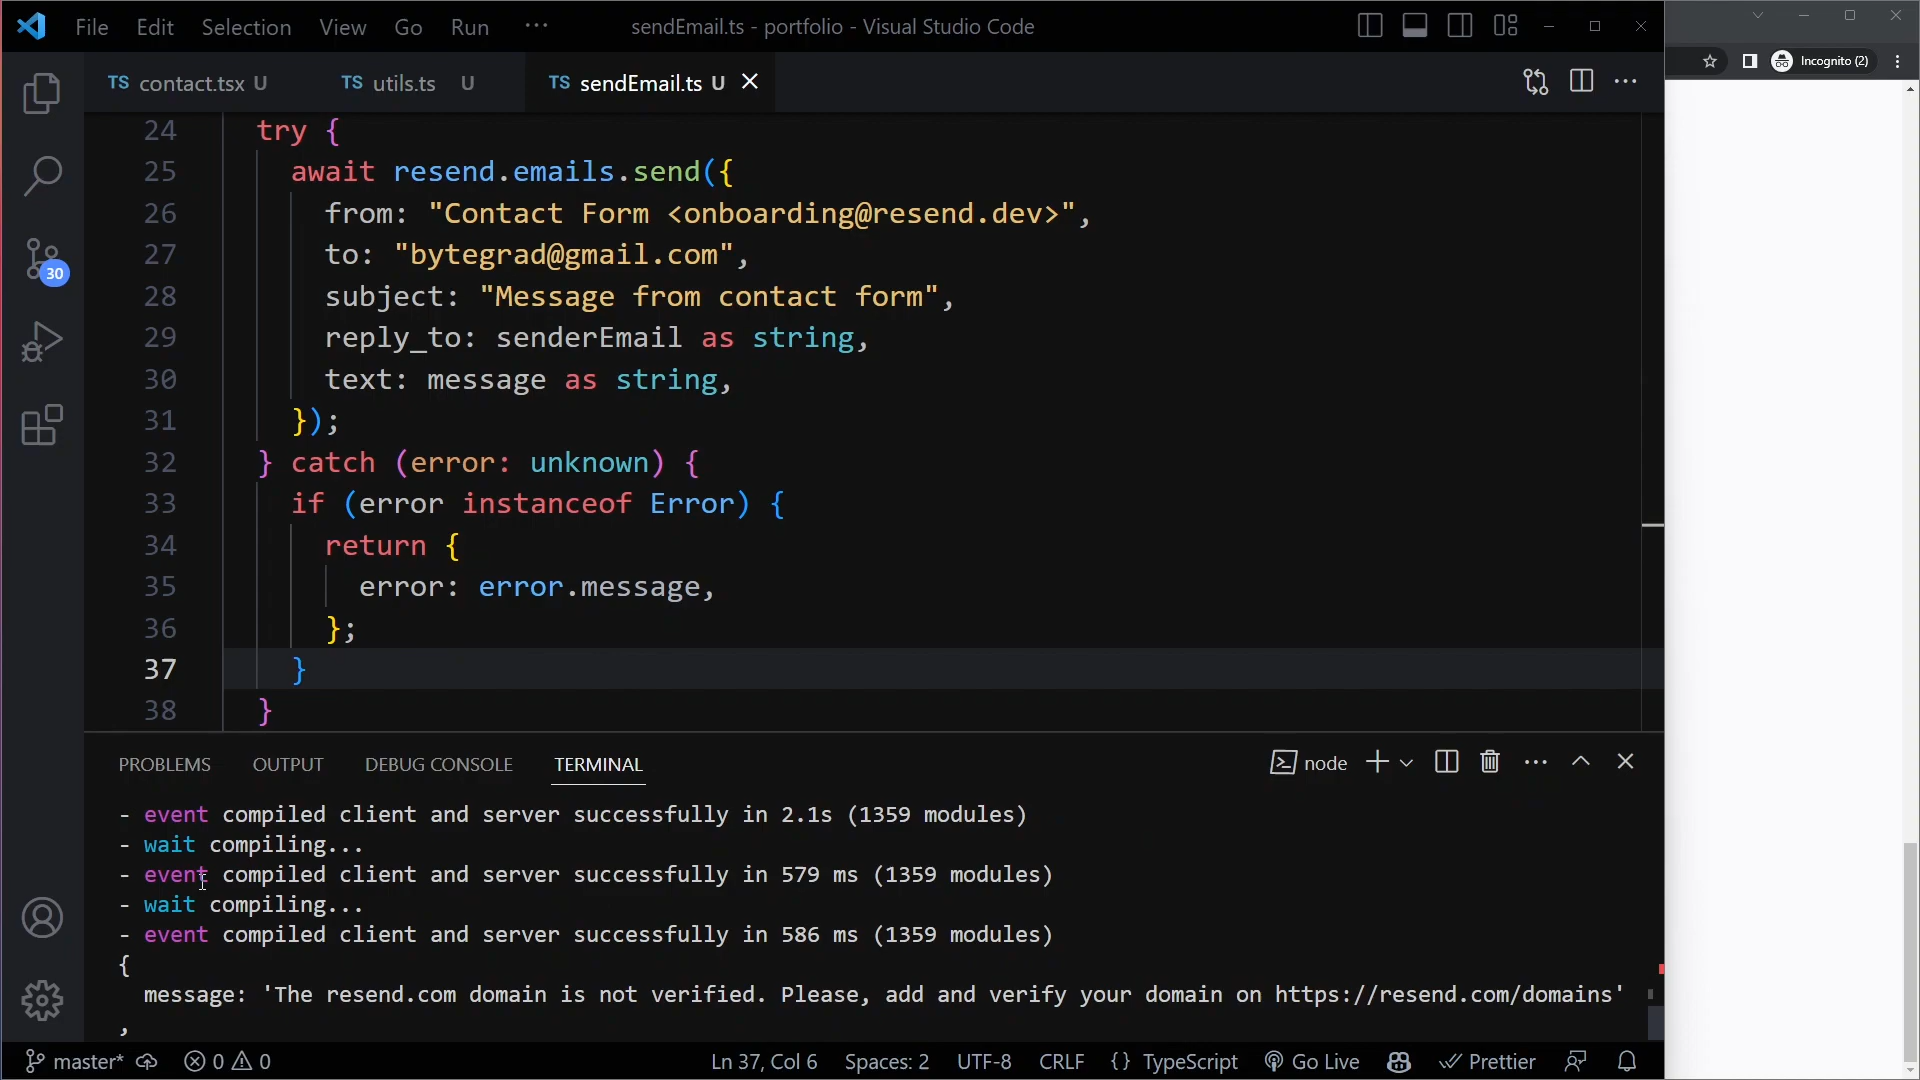 File Edit Selection View Go Run ··· sendEmail.ts - portfolio - Visual Studio Code
Incognito (2)
TS contact.tsx U TS utils.ts U TS sendEmail.ts U
24 try {
25 await resend.emails.send({
26 from: "Contact Form <onboarding@resend.dev>",
27 to: "bytegrad@gmail.com",
28 subject: "Message from contact form",
29 reply_to: senderEmail as string,
30 text: message as string,
31 });
32 } catch (error: unknown) {
33 if (error instanceof Error) {
34 return {
35 error: error.message,
36 };
37 }
38 }
30
PROBLEMS OUTPUT DEBUG CONSOLE TERMINAL node
- event compiled client and server successfully in 2.1s (1359 modules)
- wait compiling...
- event compiled client and server successfully in 579 ms (1359 modules)
- wait compiling...
- event compiled client and server successfully in 586 ms (1359 modules)
{
message: 'The resend.com domain is not verified. Please, add and verify your domain on https://resend.com/domains'
,
master* 0 0 Ln 37, Col 6 Spaces: 2 UTF-8 CRLF {} TypeScript Go Live Prettier